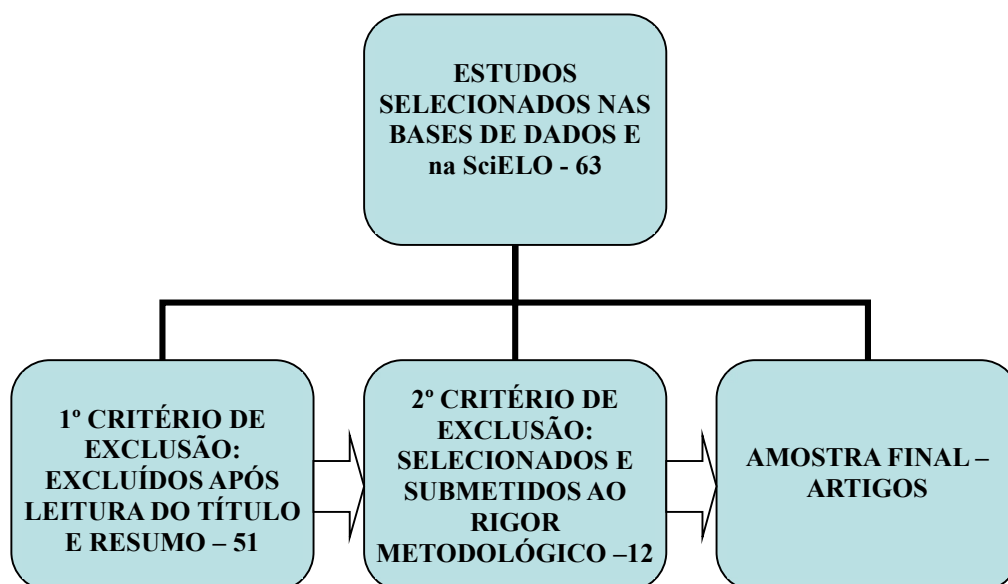 ESTUDOS
SELECIONADOS NAS
BASES DE DADOS E
na SciELO - 63
1º CRITÉRIO DE
EXCLUSÃO:
EXCLUÍDOS APÓS
LEITURA DO TÍTULO
E RESUMO – 51
2º CRITÉRIO DE
EXCLUSÃO:
SELECIONADOS E
SUBMETIDOS AO
RIGOR
METODOLÓGICO –12
AMOSTRA FINAL –
ARTIGOS